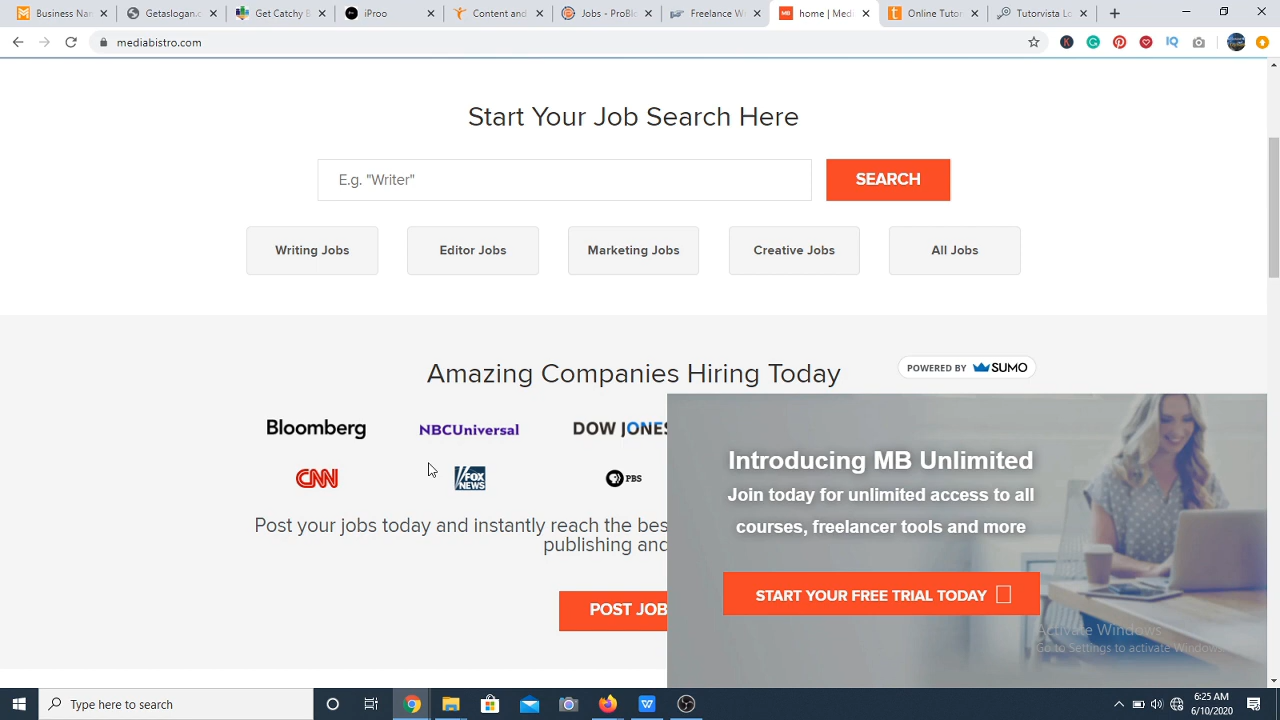 Business Na
Getaslogan.c
Get Catchy B
iProo
Content and
Jobs - ProBlo
Freelance W
MB home | Medi
Online Tutor
Tutorvista Lo
mediabistro.com
Start Your Job Search Here
E.g. "Writer"
SEARCH
Writing Jobs
Editor Jobs
Marketing Jobs
Creative Jobs
All Jobs
Amazing Companies Hiring Today
POWERED BY SUMO
Bloomberg
NBCUniversal
DOW JONES
CNN
FOX NEWS
PBS
Introducing MB Unlimited
Join today for unlimited access to all
courses, freelancer tools and more
Post your jobs today and instantly reach the bes
publishing and
START YOUR FREE TRIAL TODAY
POST JOB
Activate Windows
Go to Settings to activate Windows.
Type here to search
6:25 AM
6/10/2020